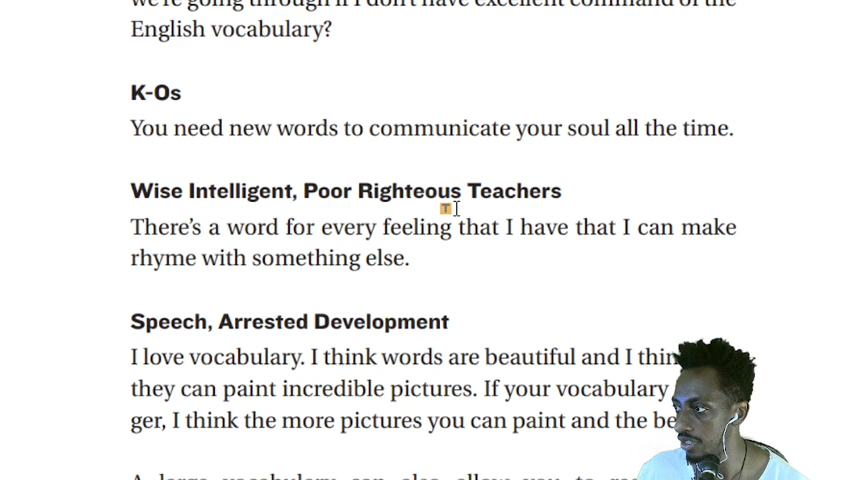 English vocabulary?
K-Os
You need new words to communicate your soul all the time.
Wise Intelligent, Poor Righteous Teachers
T
There's a word for every feeling that I have that I can make
rhyme with something else.
Speech, Arrested Development
I love vocabulary. I think words are beautiful and I
they can paint incredible pictures. If your vocabulary
ger, I think the more pictures you can paint and the